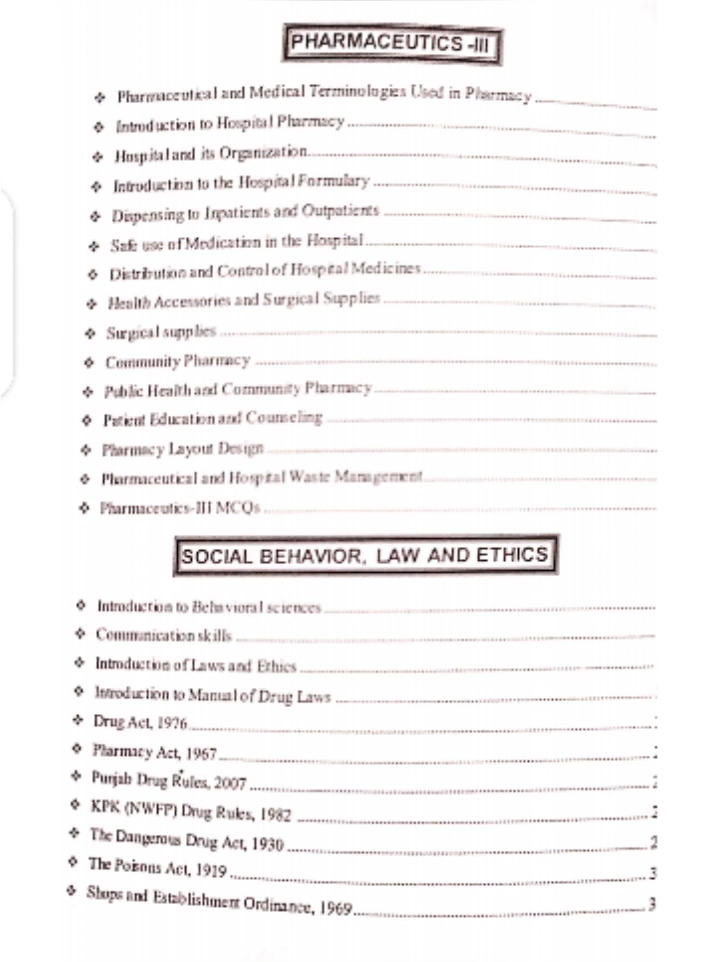 PHARMACEUTICS -III
❖ Pharmaceutical and Medical Terminologies Used in Pharmacy
❖ Introduction to Hospital Pharmacy
❖ Hospital and its Organization
❖ Introduction to the Hospital Formulary
❖ Dispensing to Inpatients and Outpatients
❖ Safe use of Medication in the Hospital
❖ Distribution and Control of Hospital Medicines
❖ Health Accessories and Surgical Supplies
❖ Surgical supplies
❖ Community Pharmacy
❖ Public Health and Community Pharmacy
❖ Patient Education and Counseling
❖ Pharmacy Layout Design
❖ Pharmaceutical and Hospital Waste Management
❖ Pharmaceutics-III MCQs
SOCIAL BEHAVIOR, LAW AND ETHICS
❖ Introduction to Behavioral sciences
❖ Communication skills
❖ Introduction of Laws and Ethics
❖ Introduction to Manual of Drug Laws
❖ Drug Act, 1976
❖ Pharmacy Act, 1967
❖ Punjab Drug Rules, 2007
❖ KPK (NWFP) Drug Rules, 1982
❖ The Dangerous Drug Act, 1930 2
❖ The Poisons Act, 1919 3
❖ Shops and Establishment Ordinance, 1969 3